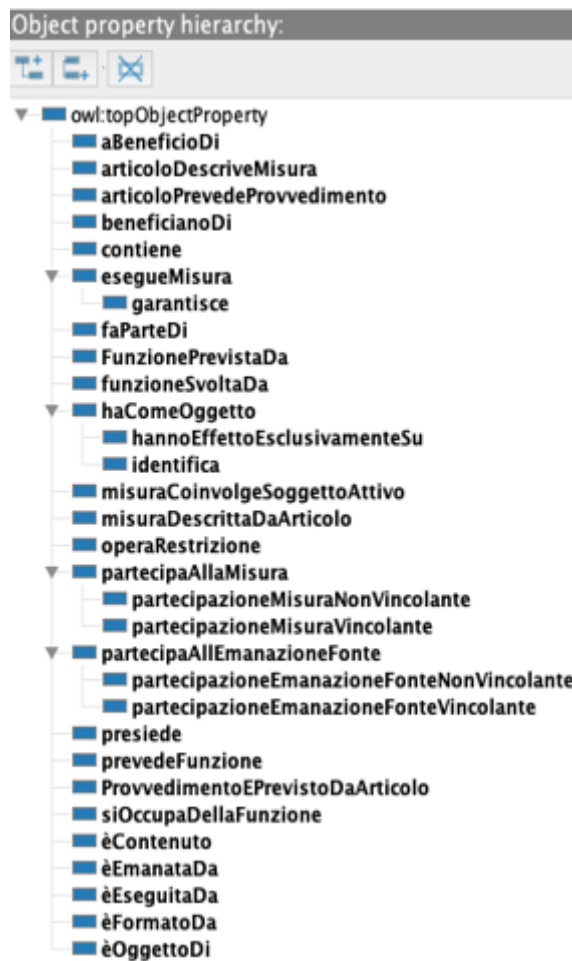 Object property hierarchy:
owl:topObjectProperty
aBeneficioDi
articoloDescriveMisura
articoloPrevedeProvvedimento
beneficianoDi
contiene
esegueMisura
garantisce
faParteDi
FunzionePrevistaDa
funzioneSvoltaDa
haComeOggetto
hannoEffettoEsclusivamenteSu
identifica
misuraCoinvolgeSoggettoAttivo
misuraDescrittaDaArticolo
operaRestrizione
partecipaAllaMisura
partecipazioneMisuraNonVincolante
partecipazioneMisuraVincolante
partecipaAllEmanazioneFonte
partecipazioneEmanazioneFonteNonVincolante
partecipazioneEmanazioneFonteVincolante
presiede
prevedeFunzione
ProvvedimentoEPrevistoDaArticolo
siOccupaDellaFunzione
èContenuto
èEmanataDa
èEseguitaDa
èFormatoDa
èOggettoDi